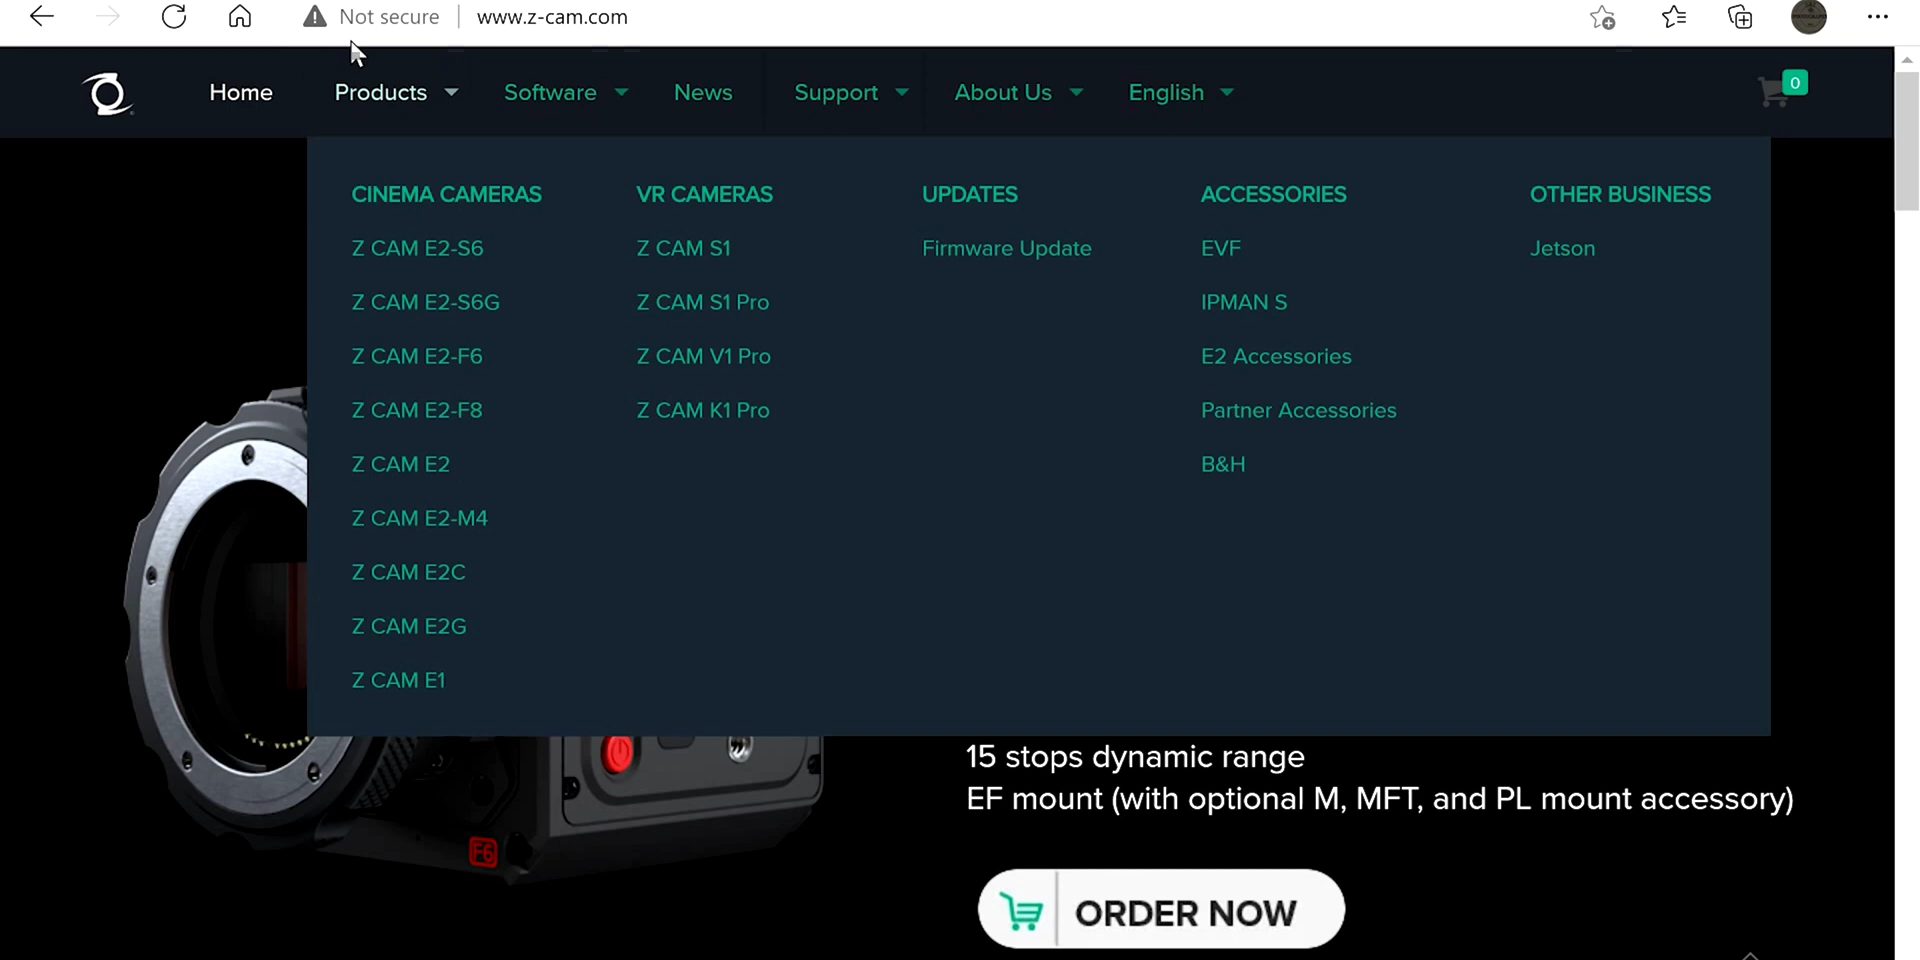 Not secure www.z-cam.com
Home Products Software News Support About Us English 0
CINEMA CAMERAS
Z CAM E2-S6
Z CAM E2-S6G
Z CAM E2-F6
Z CAM E2-F8
Z CAM E2
Z CAM E2-M4
Z CAM E2C
Z CAM E2G
Z CAM E1
VR CAMERAS
Z CAM S1
Z CAM S1 Pro
Z CAM V1 Pro
Z CAM K1 Pro
UPDATES
Firmware Update
ACCESSORIES
EVF
IPMAN S
E2 Accessories
Partner Accessories
B&H
OTHER BUSINESS
Jetson
15 stops dynamic range
EF mount (with optional M, MFT, and PL mount accessory)
F6
ORDER NOW